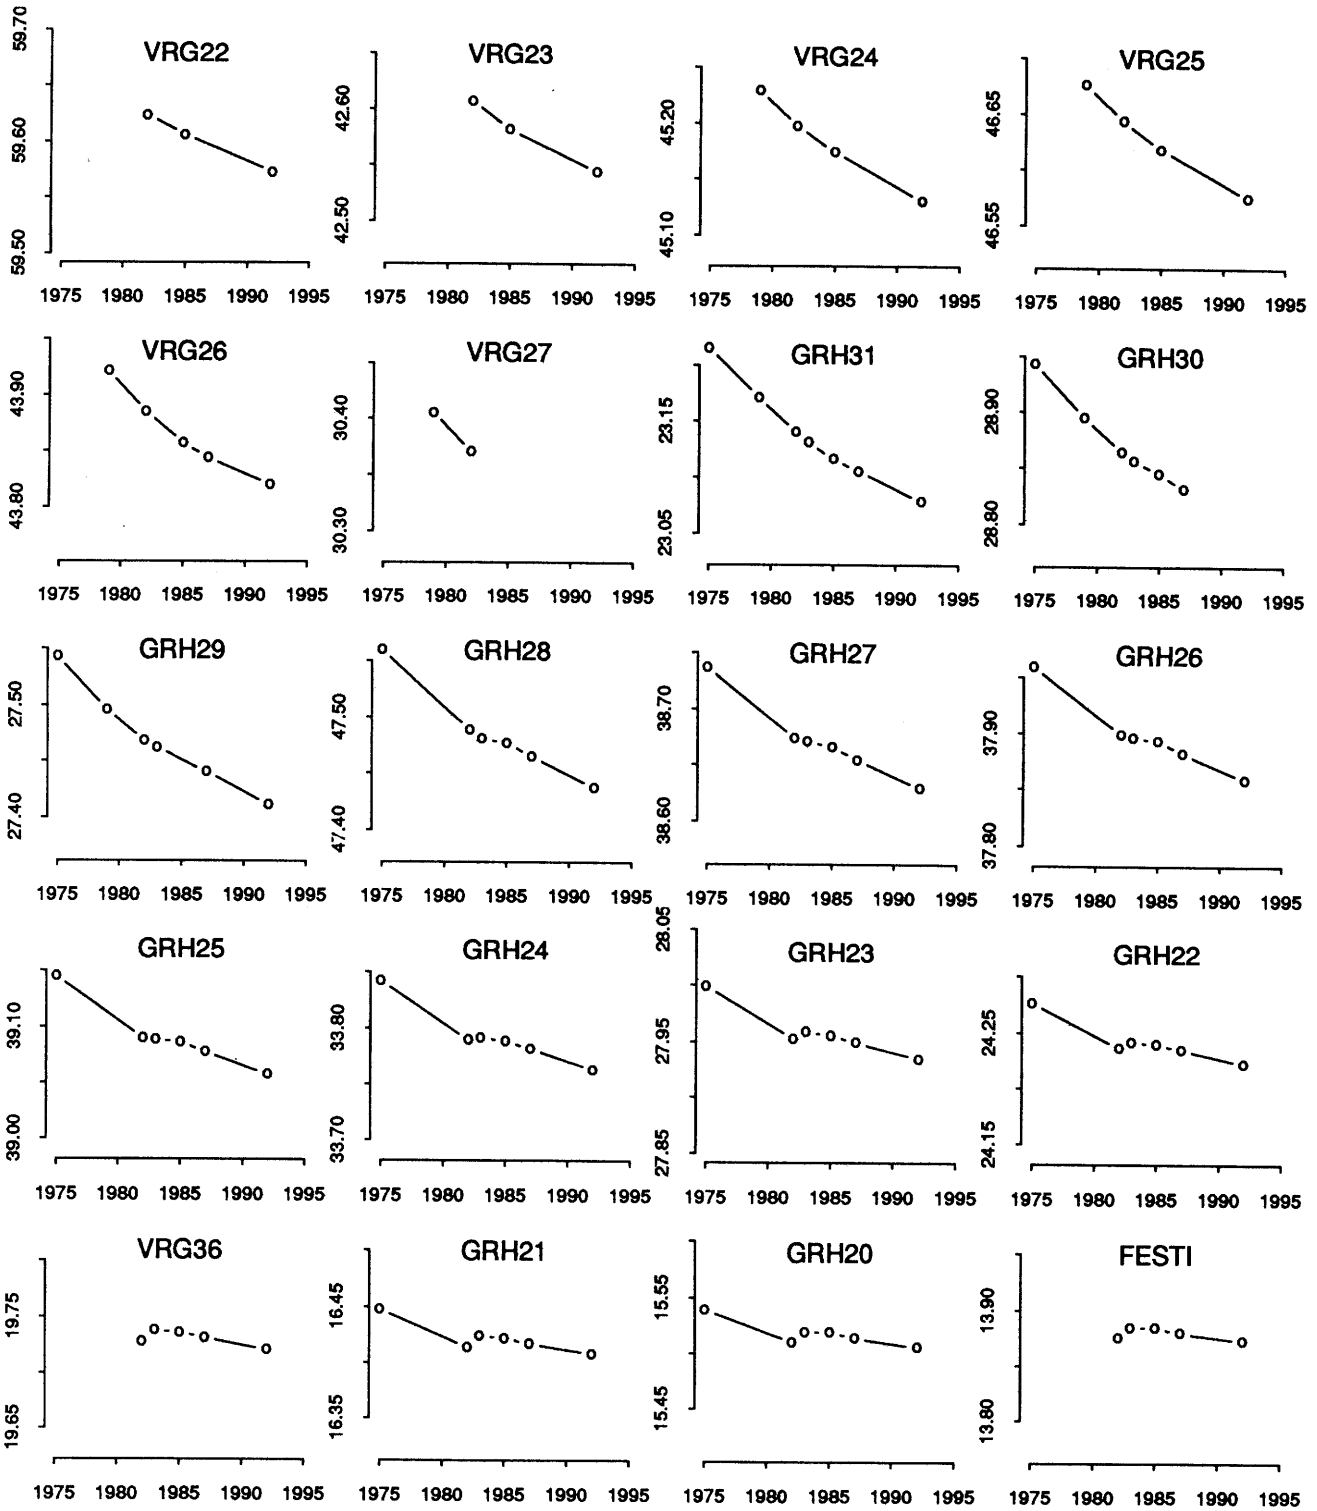 VRG22 VRG23 VRG24 VRG25
59.70 59.60 59.50
42.60 42.50
45.20 45.10
46.65 46.55
1975 1980 1985 1990 1995 1975 1980 1985 1990 1995 1975 1980 1985 1990 1995 1975 1980 1985 1990 1995
VRG26 VRG27 GRH31 GRH30
43.90 43.80
30.40 30.30
23.15 23.05
28.90 28.80
1975 1980 1985 1990 1995 1975 1980 1985 1990 1995 1975 1980 1985 1990 1995 1975 1980 1985 1990 1995
GRH29 GRH28 GRH27 GRH26
27.50 27.40
47.50 47.40
38.70 38.60
37.90 37.80
1975 1980 1985 1990 1995 1975 1980 1985 1990 1995 1975 1980 1985 1990 1995 1975 1980 1985 1990 1995
GRH25 GRH24 GRH23 GRH22
39.10 39.00
33.80 33.70
28.05 27.95 27.85
24.25 24.15
1975 1980 1985 1990 1995 1975 1980 1985 1990 1995 1975 1980 1985 1990 1995 1975 1980 1985 1990 1995
VRG36 GRH21 GRH20 FESTI
19.75 19.65
16.45 16.35
15.55 15.45
13.90 13.80
1975 1980 1985 1990 1995 1975 1980 1985 1990 1995 1975 1980 1985 1990 1995 1975 1980 1985 1990 1995